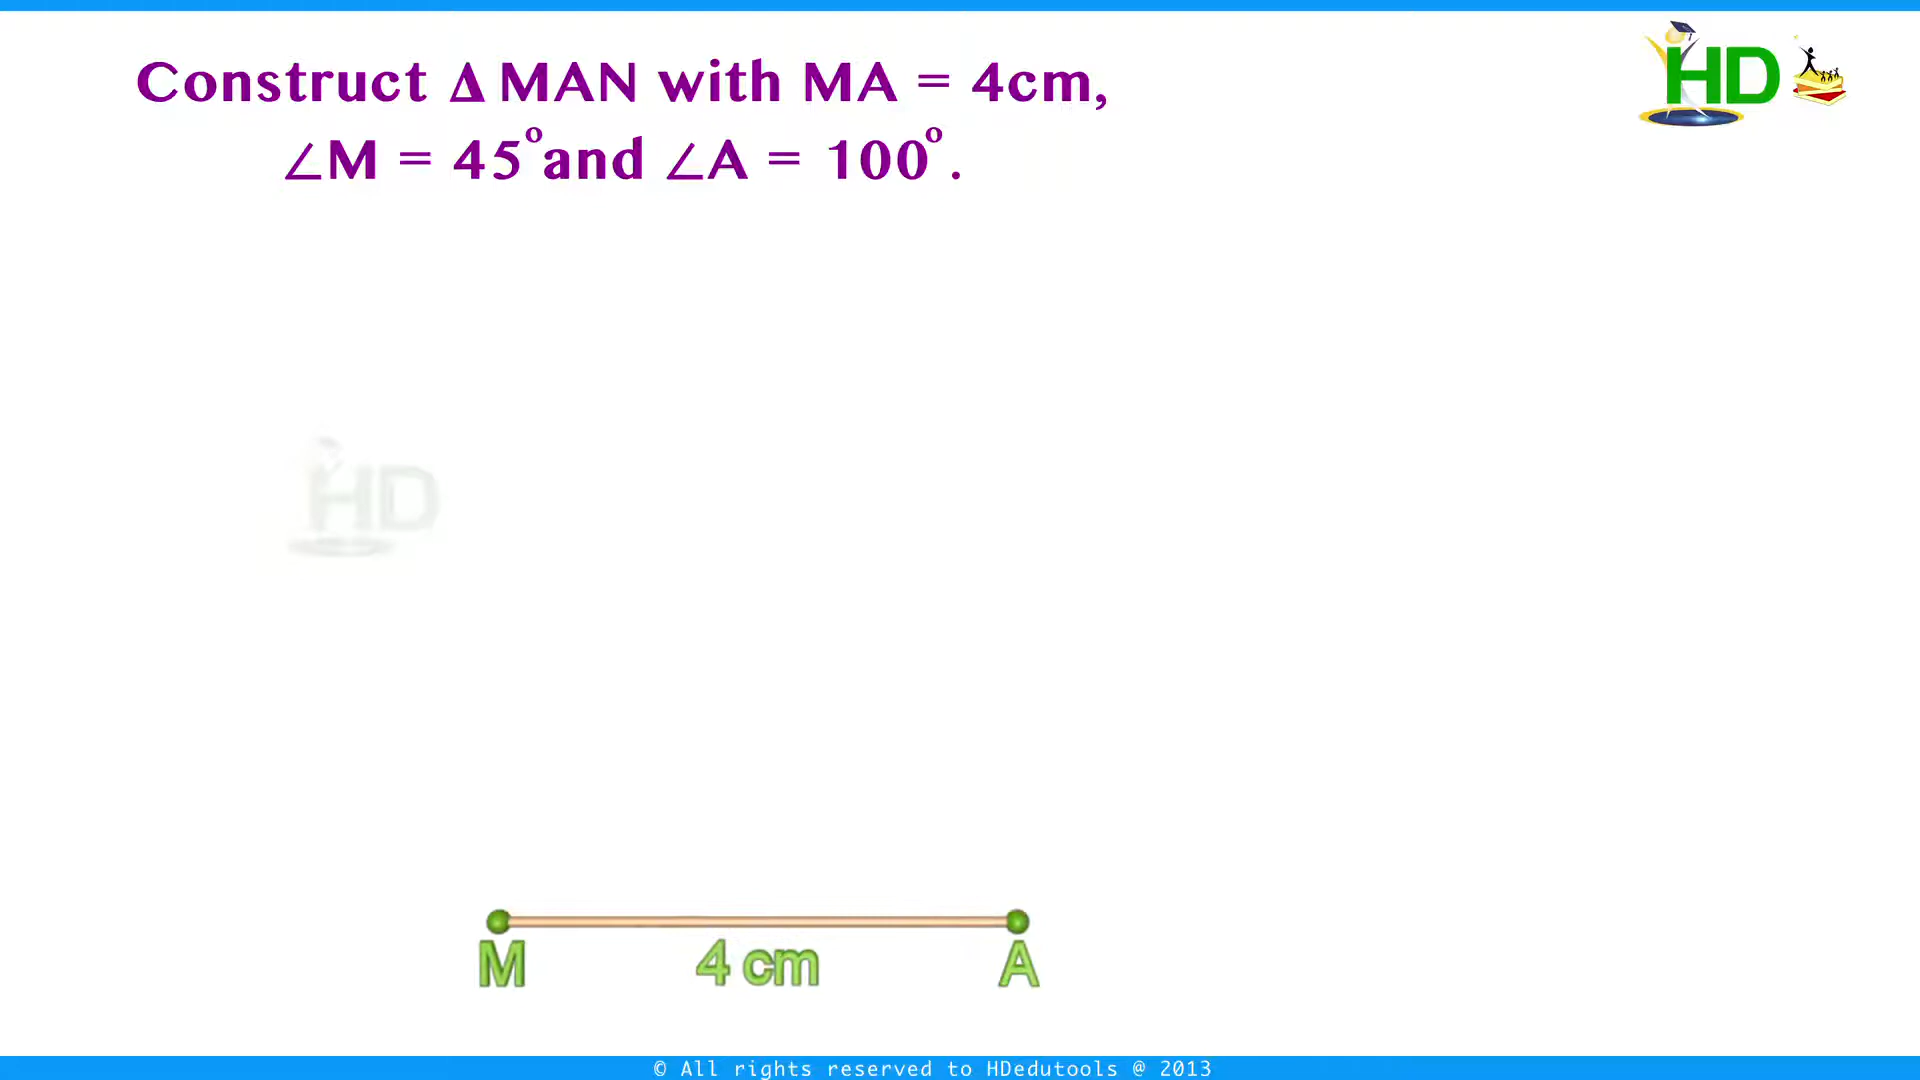 Construct Δ MAN with MA = 4cm,
∠M = 45° and ∠A = 100°.
HD
HD
M 4 cm A
© All rights reserved to HDedutools @ 2013